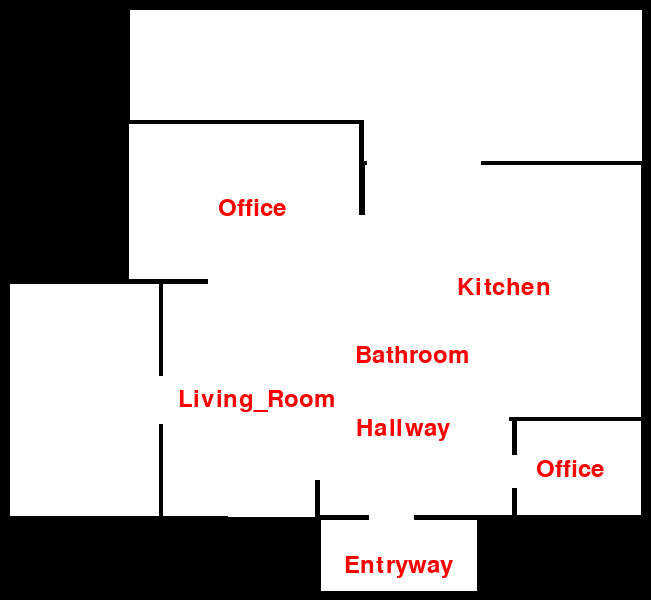 Office
Kitchen
Bathroom
Living_Room
Hallway
Office
Entryway